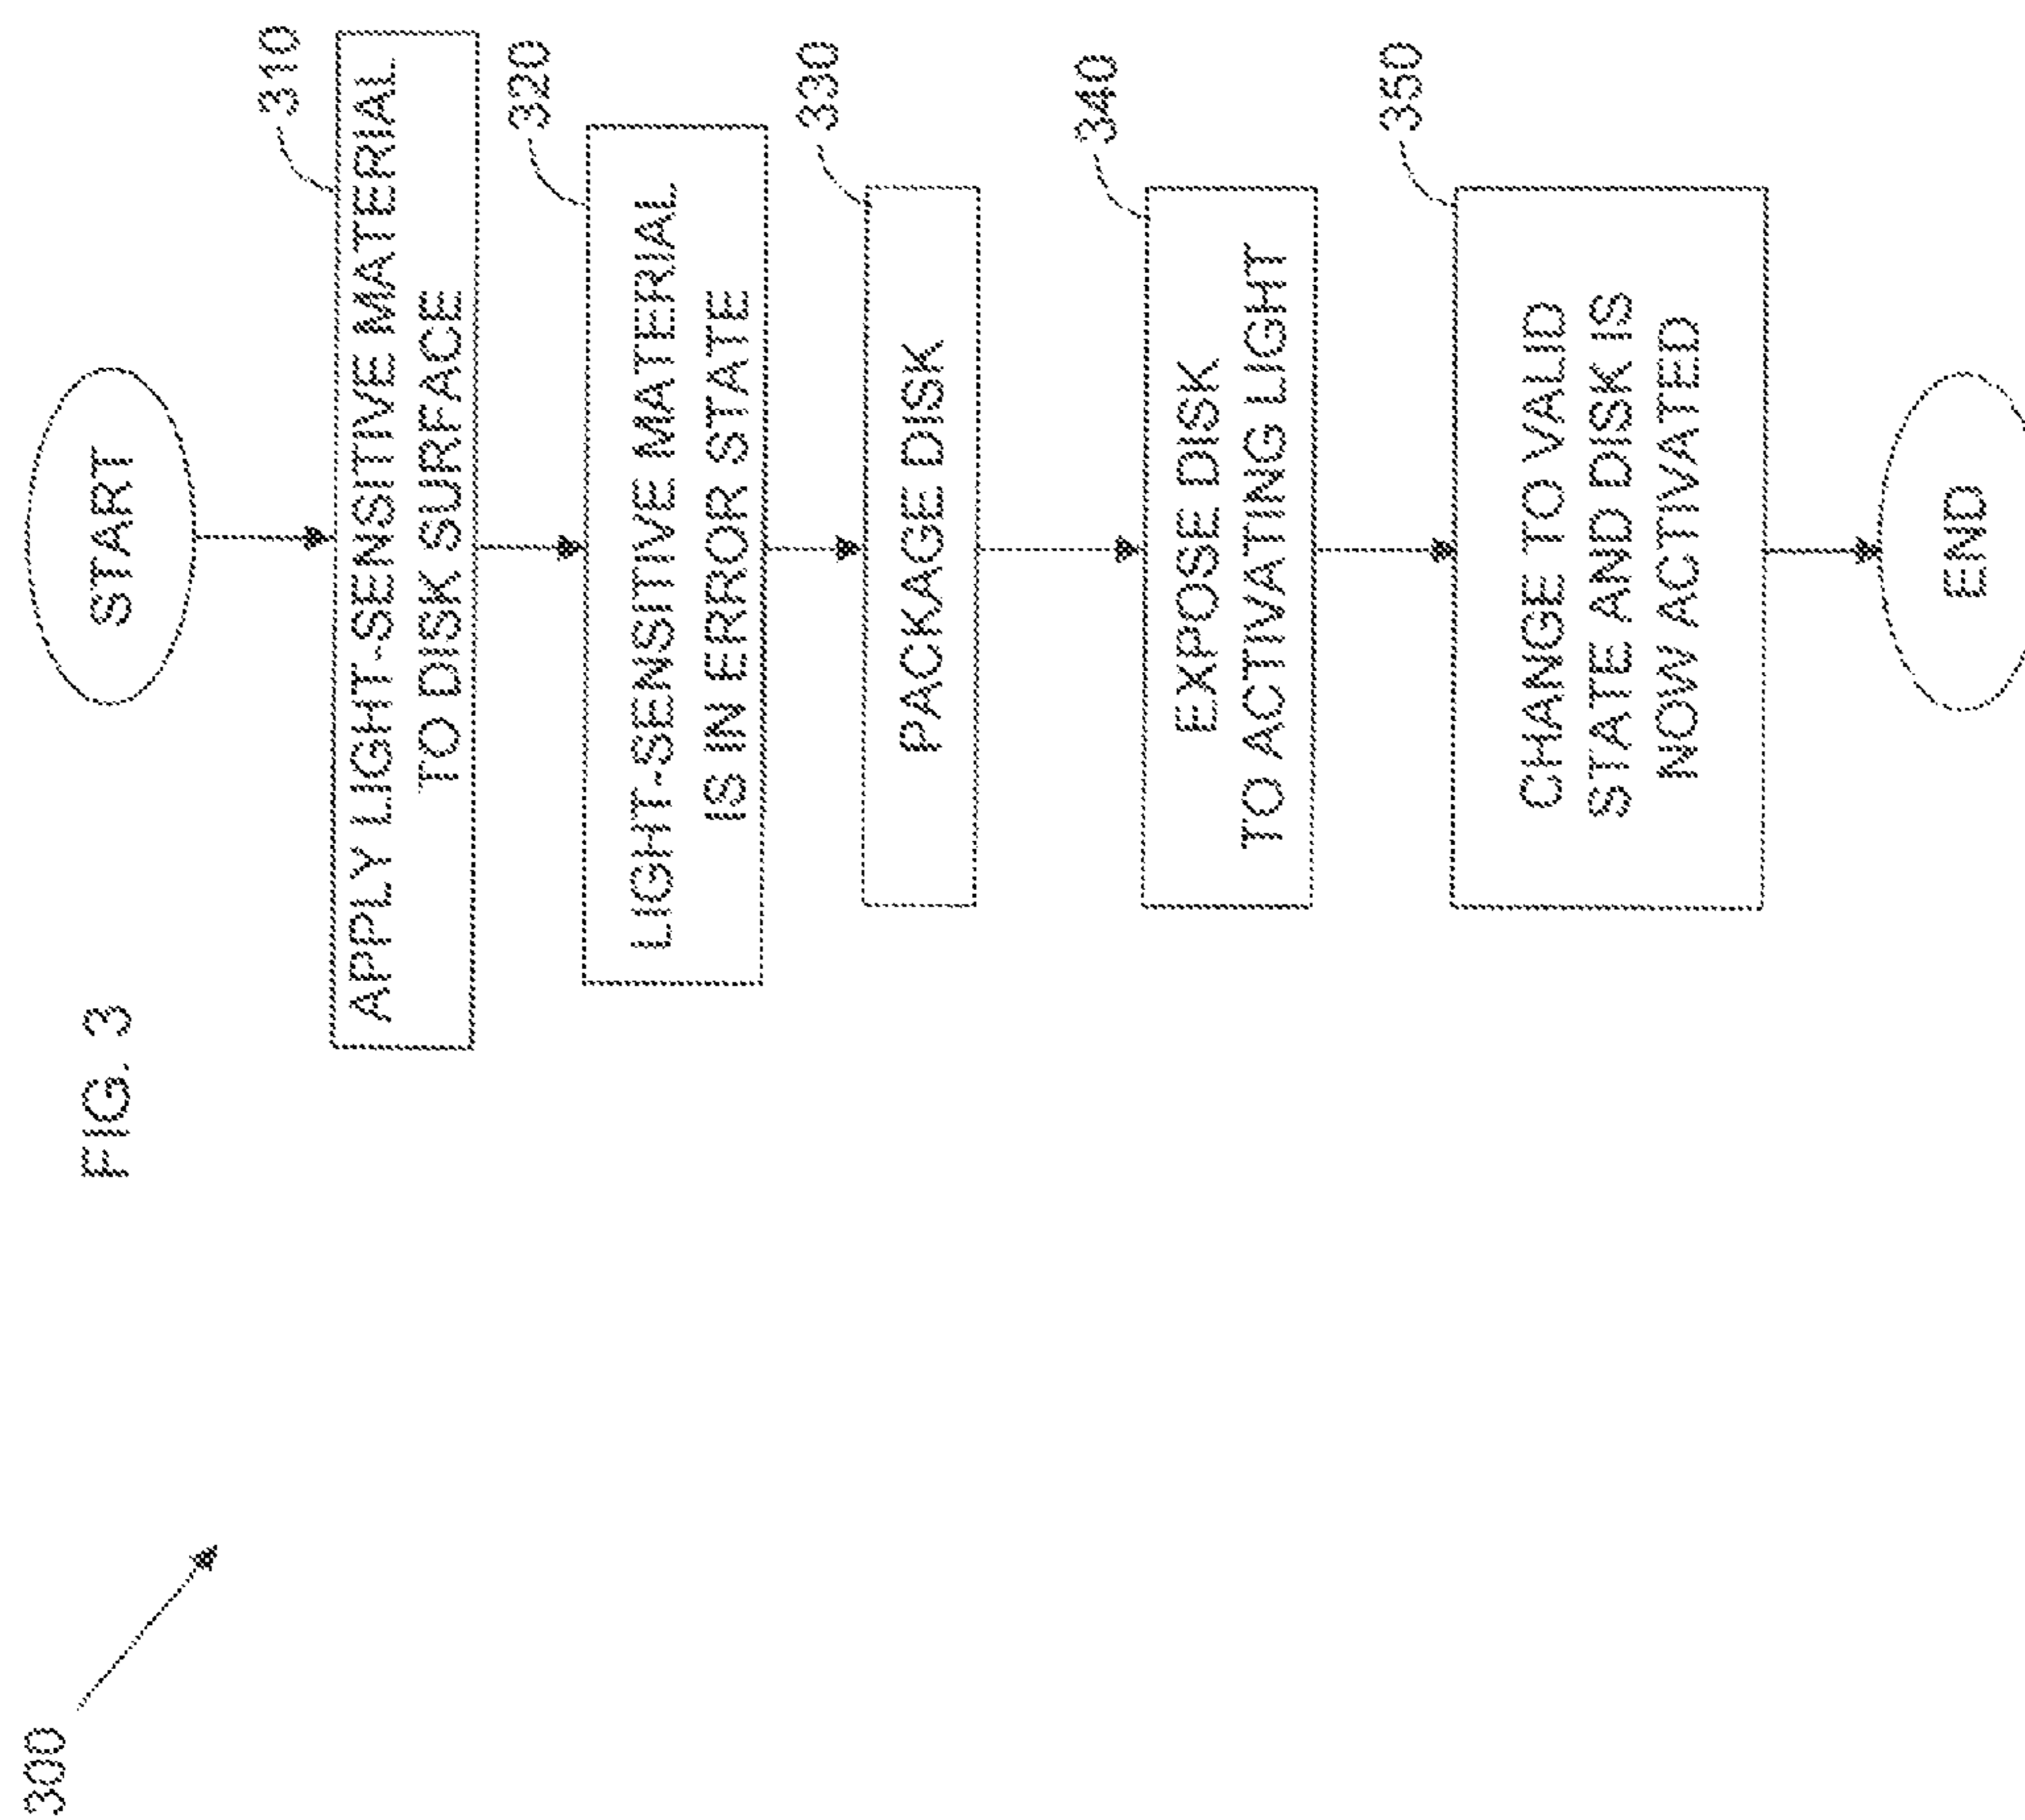 300
FIG. 3
START
310
APPLY LIGHT-SENSITIVE MATERIAL
TO DISK SURFACE
320
LIGHT-SENSITIVE MATERIAL
IS IN ERROR STATE
330
PACKAGE DISK
340
EXPOSE DISK
TO ACTIVATING LIGHT
350
CHANGE TO VALID
STATE AND DISK IS
NOW ACTIVATED
END